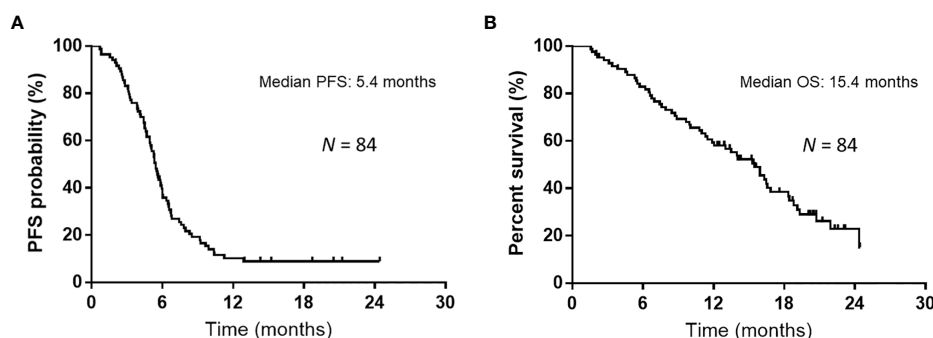 A
PFS probability (%)
100
80
60
40
20
0
Median PFS: 5.4 months
N = 84
0 6 12 18 24 30
Time (months)
B
Percent survival (%)
100
80
60
40
20
0
Median OS: 15.4 months
N = 84
0 6 12 18 24 30
Time (months)